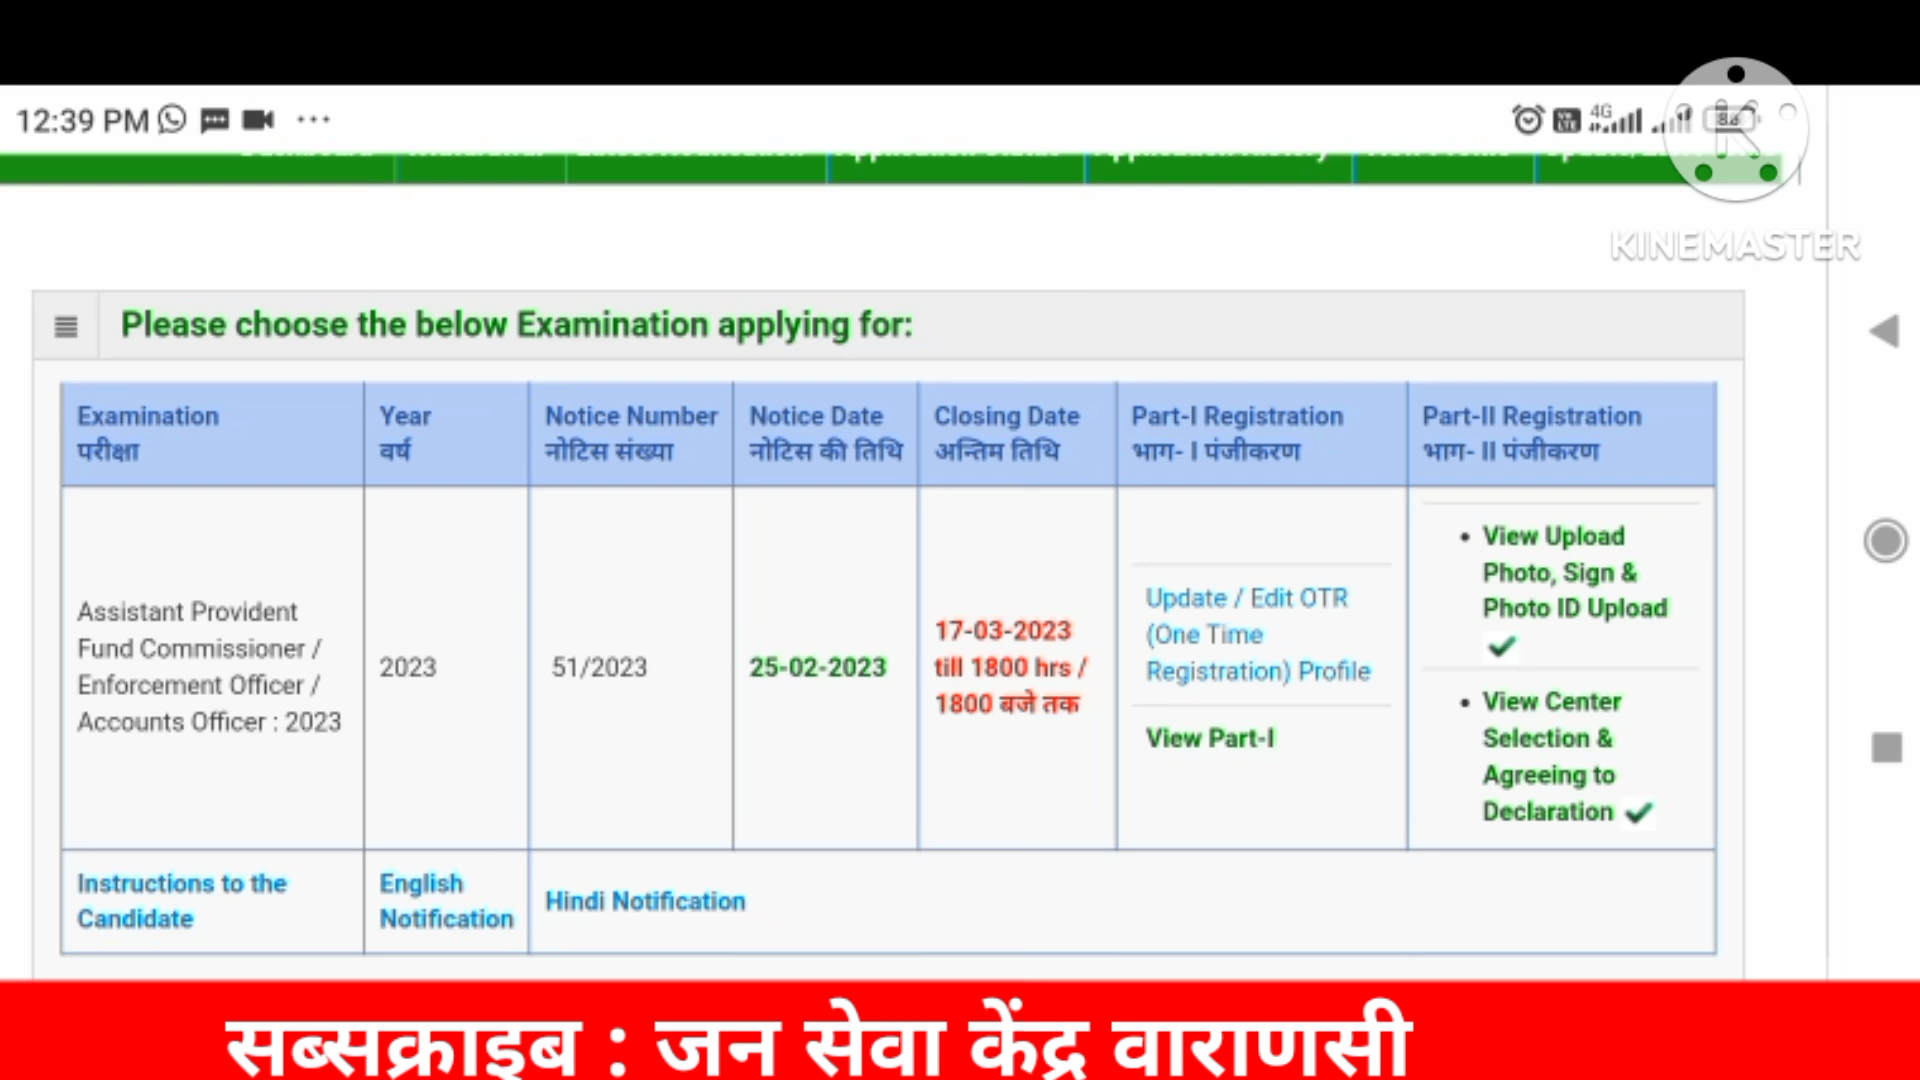 12:39 PM
4G
KINEMASTER
Please choose the below Examination applying for:
Examination
परीक्षा
Year
वर्ष
Notice Number
नोटिस संख्या
Notice Date
नोटिस की तिथि
Closing Date
अन्तिम तिथि
Part-I Registration
भाग- I पंजीकरण
Part-II Registration
भाग- II पंजीकरण
Assistant Provident
Fund Commissioner /
Enforcement Officer /
Accounts Officer : 2023
2023
51/2023
25-02-2023
17-03-2023
till 1800 hrs /
1800 बजे तक
Update / Edit OTR
(One Time
Registration) Profile
View Part-I
• View Upload
Photo, Sign &
Photo ID Upload
• View Center
Selection &
Agreeing to
Declaration
Instructions to the
Candidate
English
Notification
Hindi Notification
सब्सक्राइब : जन सेवा केंद्र वाराणसी